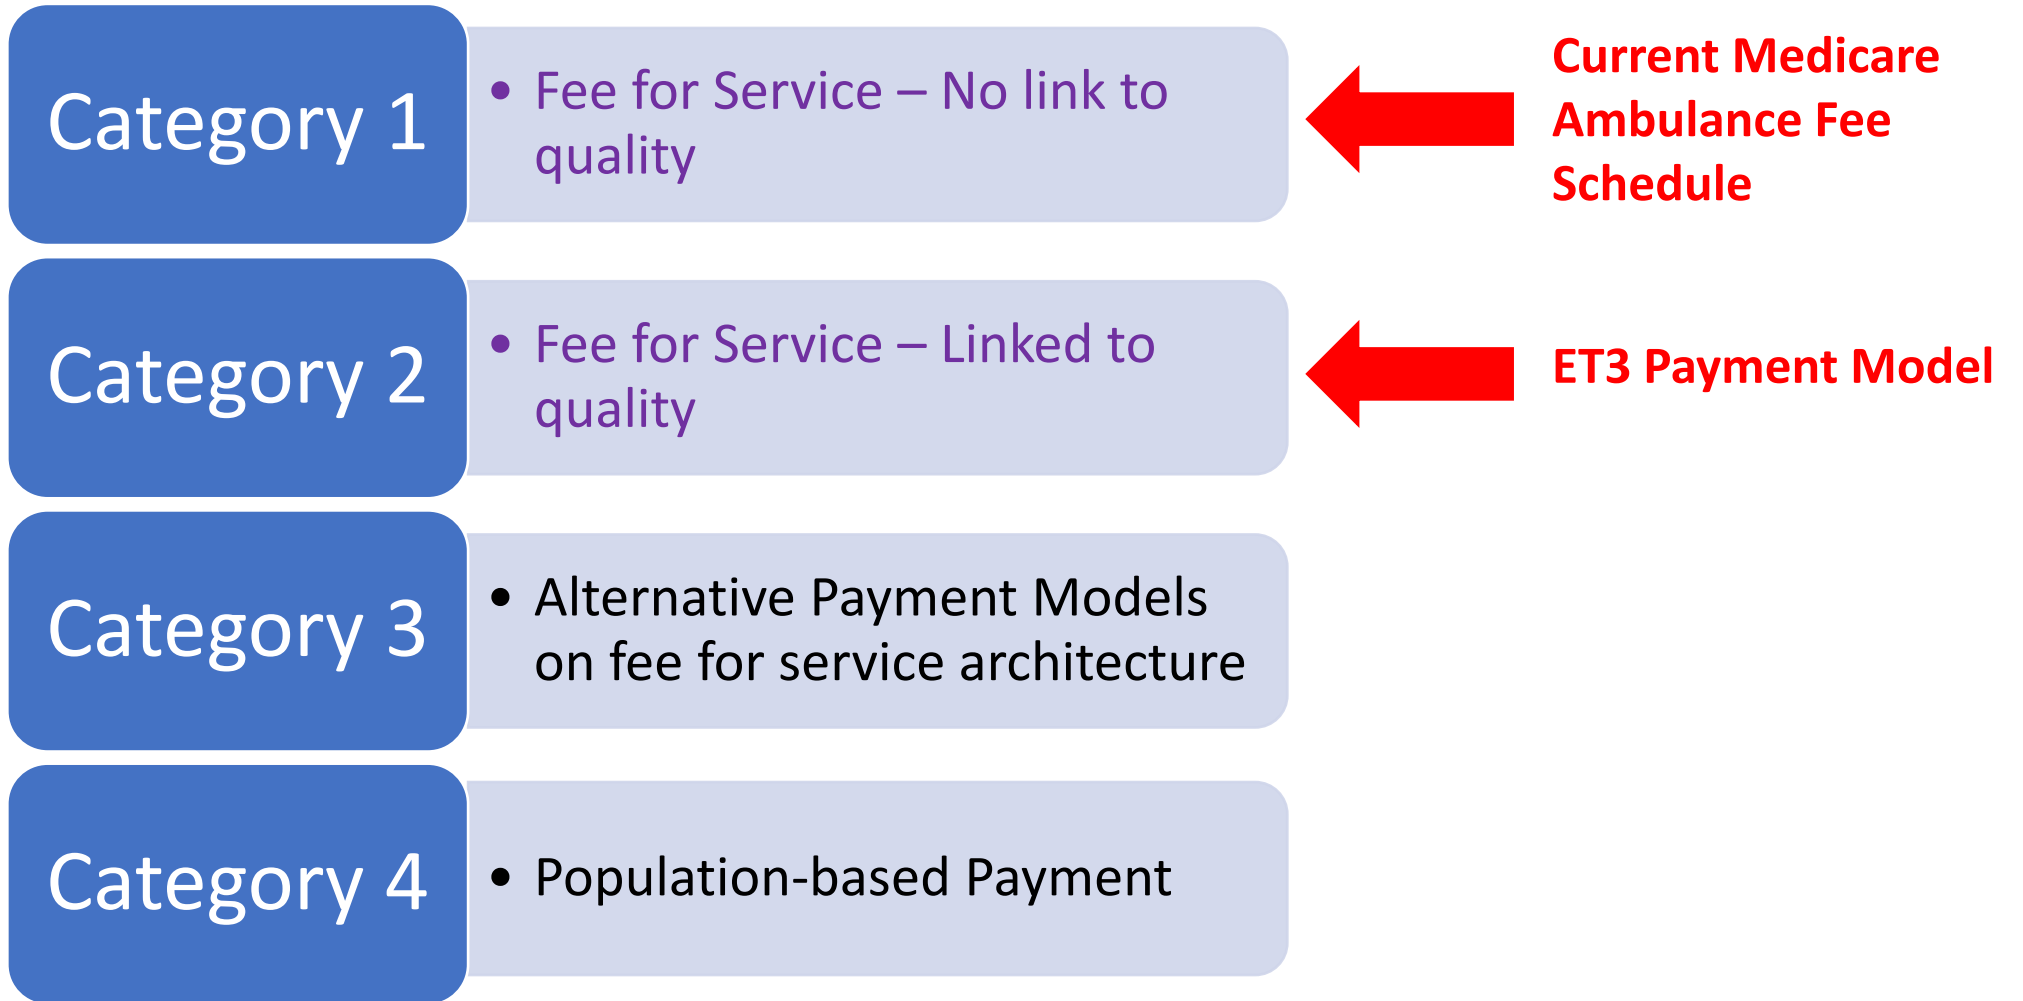 Category 1
• Fee for Service – No link to
quality
Current Medicare
Ambulance Fee
Schedule
Category 2
• Fee for Service – Linked to
quality
ET3 Payment Model
Category 3
• Alternative Payment Models
on fee for service architecture
Category 4
• Population-based Payment